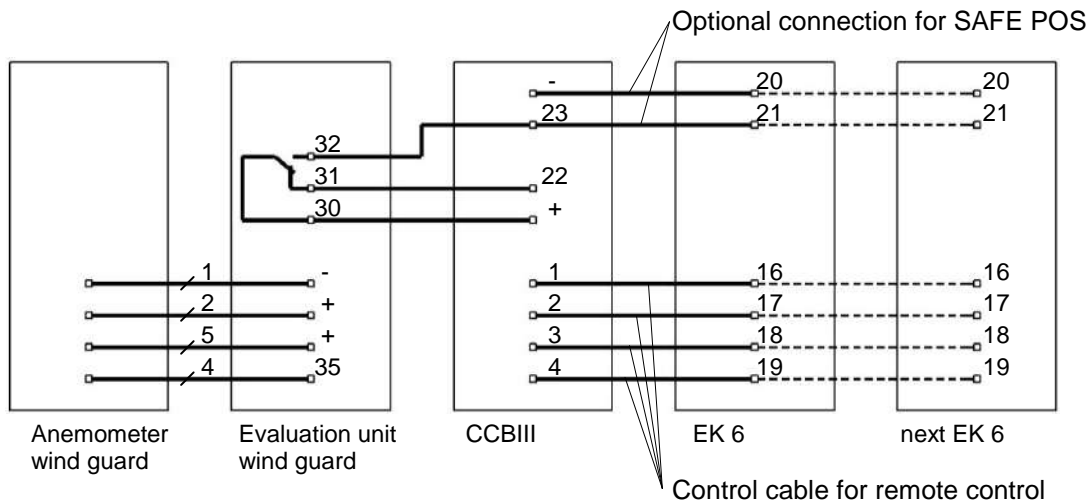 Optional connection for SAFE POS
- 20 20
23 21 21
32
31 22
30 +
1 - 1 16 16
2 + 2 17 17
5 + 3 18 18
4 35 4 19 19
Anemometer
wind guard
Evaluation unit
wind guard
CCBIII
EK 6
next EK 6
Control cable for remote control